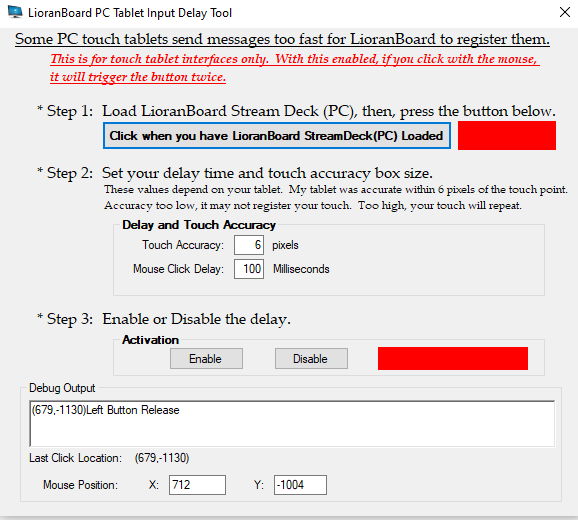 LioranBoard PC Tablet Input Delay Tool
Some PC touch tablets send messages too fast for LioranBoard to register them.
This is for touch tablet interfaces only. With this enabled, if you click with the mouse,
it will trigger the button twice.
* Step 1: Load LioranBoard Stream Deck (PC), then, press the button below.
Click when you have LioranBoard StreamDeck(PC) Loaded
* Step 2: Set your delay time and touch accuracy box size.
These values depend on your tablet. My tablet was accurate within 6 pixels of the touch point.
Accuracy too low, it may not register your touch. Too high, your touch will repeat.
Delay and Touch Accuracy
Touch Accuracy: 6 pixels
Mouse Click Delay: 100 Milliseconds
* Step 3: Enable or Disable the delay.
Activation
Enable Disable
Debug Output
(679,-1130)Left Button Release
Last Click Location: (679,-1130)
Mouse Position: X: 712 Y: -1004